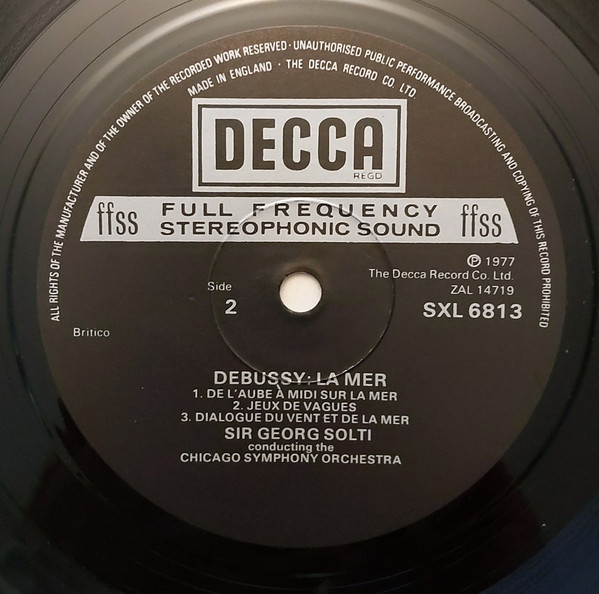 ALL RIGHTS OF THE MANUFACTURER AND OF THE OWNER OF THE RECORDED WORK RESERVED · UNAUTHORISED PUBLIC PERFORMANCE BROADCASTING AND COPYING OF THIS RECORD PROHIBITED
MADE IN ENGLAND · THE DECCA RECORD CO. LTD.
DECCA
REGD
ffss FULL FREQUENCY ffss
STEREOPHONIC SOUND
℗ 1977
The Decca Record Co. Ltd.
Side
ZAL 14719
2
SXL 6813
Britico
DEBUSSY: LA MER
1. DE L'AUBE À MIDI SUR LA MER
2. JEUX DE VAGUES
3. DIALOGUE DU VENT ET DE LA MER
SIR GEORG SOLTI
conducting the
CHICAGO SYMPHONY ORCHESTRA